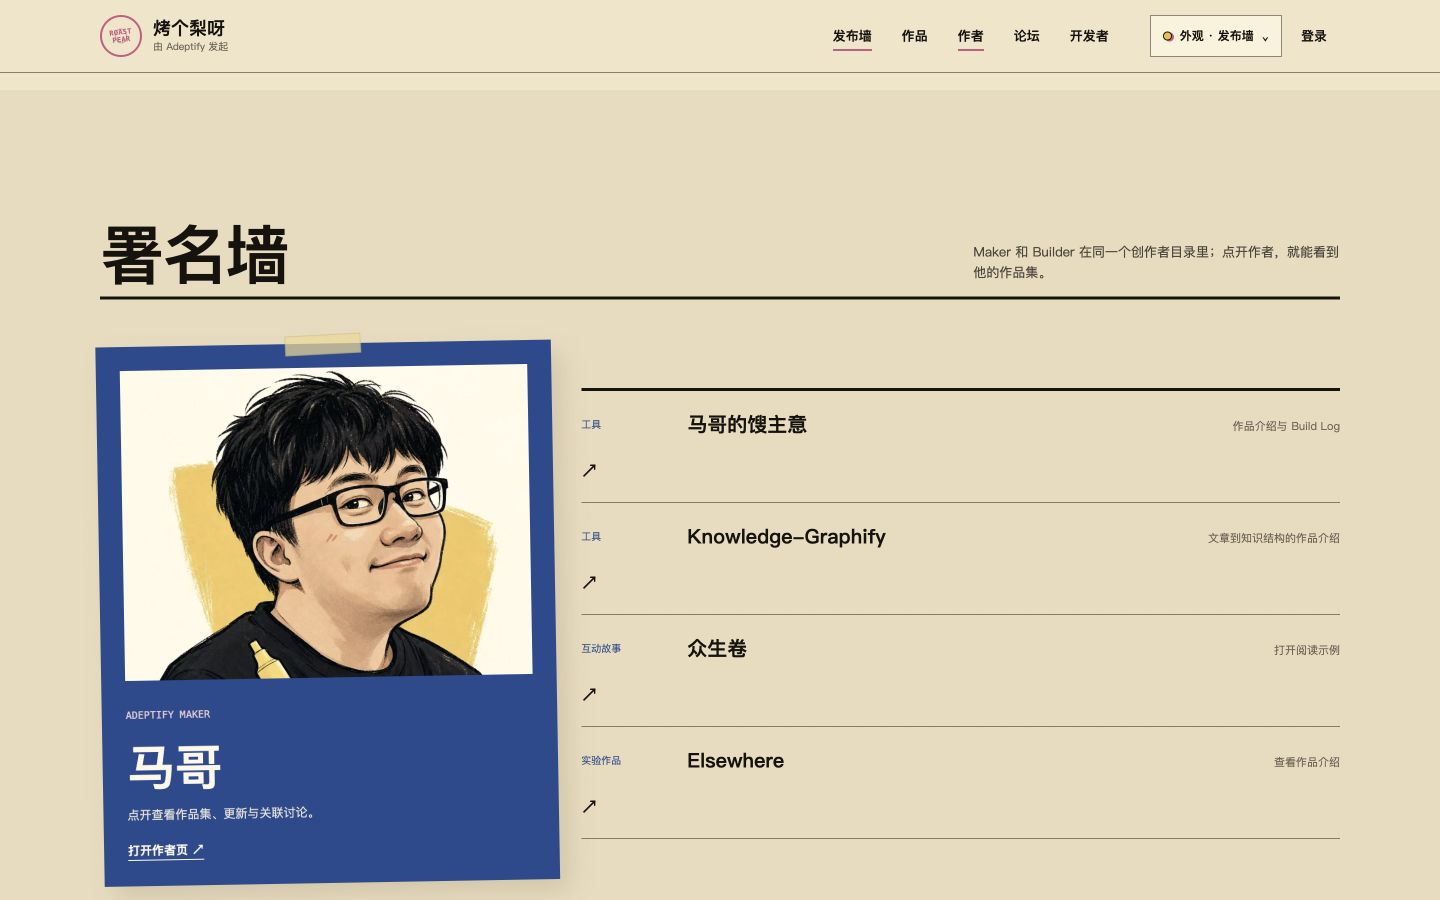 ROAST
PEAR
烤个梨呀
由 Adeptify 发起
发布墙
作品
作者
论坛
开发者
外观 · 发布墙
登录
署名墙
Maker 和 Builder 在同一个创作者目录里；点开作者，就能看到
他的作品集。
ADEPTIFY MAKER
马哥
点开查看作品集、更新与关联讨论。
打开作者页 ↗
工具
马哥的馊主意
作品介绍与 Build Log
↗
工具
Knowledge-Graphify
文章到知识结构的作品介绍
↗
互动故事
众生卷
打开阅读示例
↗
实验作品
Elsewhere
查看作品介绍
↗